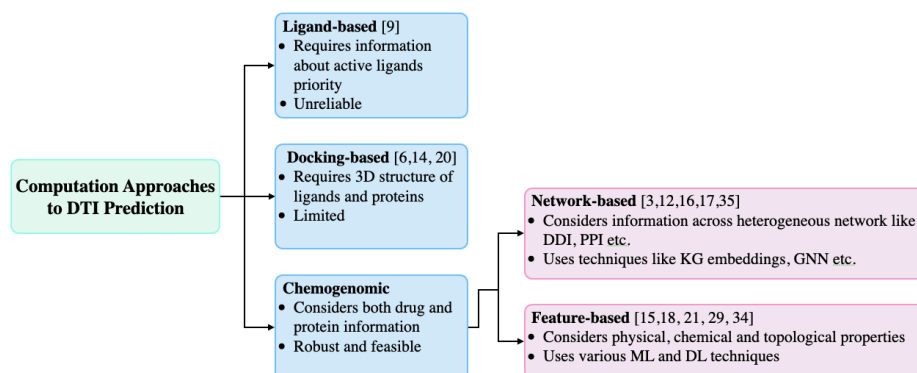 Ligand-based [9]
• Requires information
about active ligands
priority
• Unreliable
Computation Approaches
to DTI Prediction
Docking-based [6,14, 20]
• Requires 3D structure of
ligands and proteins
• Limited
Chemogenomic
• Considers both drug and
protein information
• Robust and feasible
Network-based [3,12,16,17,35]
• Considers information across heterogeneous network like
DDI, PPI etc.
• Uses techniques like KG embeddings, GNN etc.
Feature-based [15,18, 21, 29, 34]
• Considers physical, chemical and topological properties
• Uses various ML and DL techniques